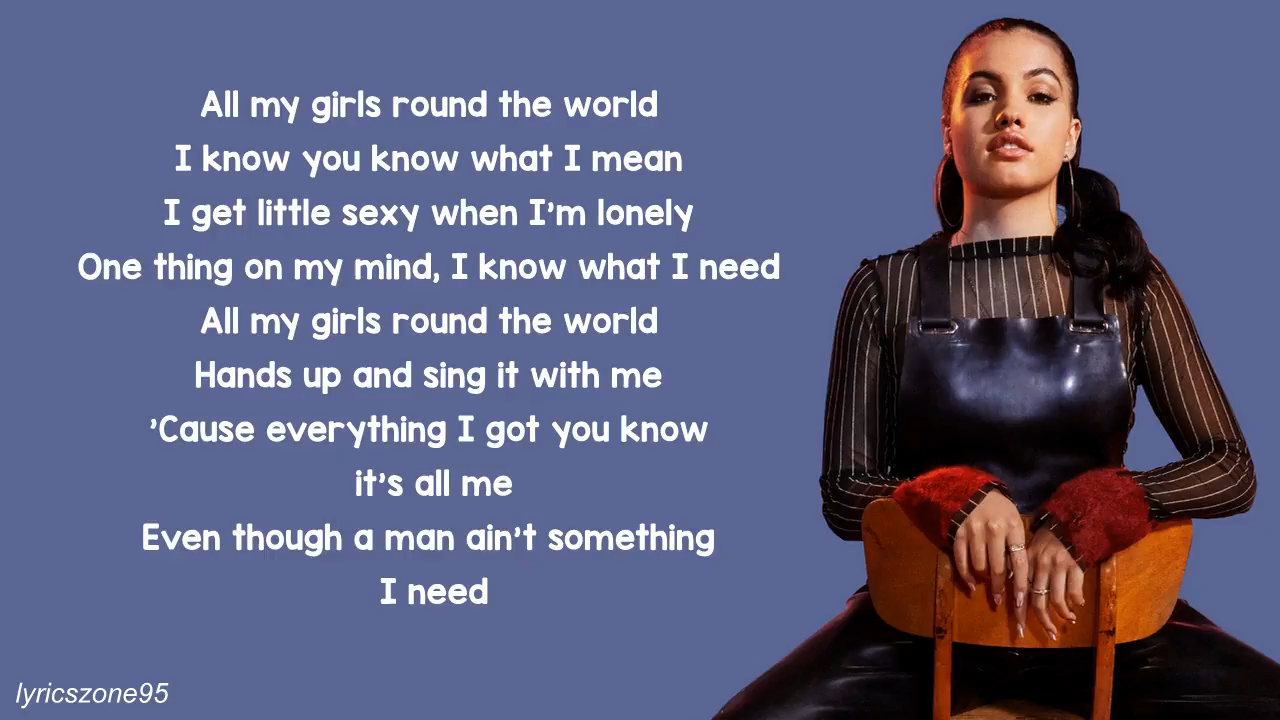 All my girls round the world
I know you know what I mean
I get little sexy when I'm lonely
One thing on my mind, I know what I need
All my girls round the world
Hands up and sing it with me
'Cause everything I got you know
it's all me
Even though a man ain't something
I need
lyricszone95